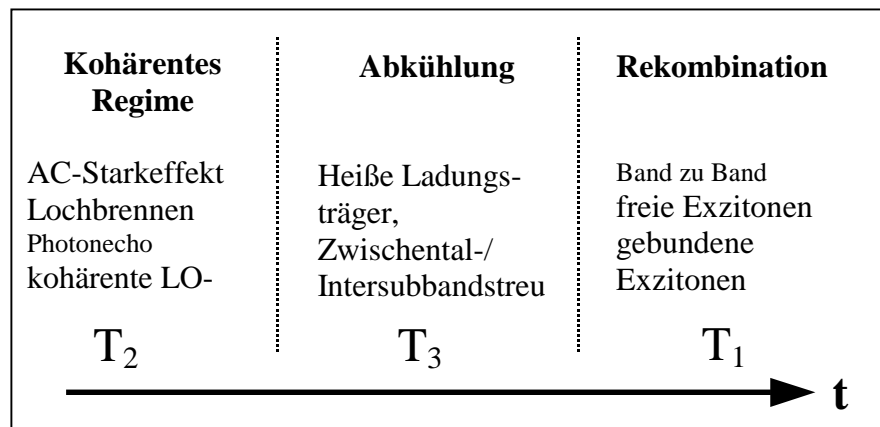 Kohärentes
Regime
AC-Starkeffekt
Lochbrennen
Photonecho
kohärente LO-
T₂
Abkühlung
Heiße Ladungs-
träger,
Zwischental-/
Intersubbandstreu
T₃
Rekombination
Band zu Band
freie Exzitonen
gebundene
Exzitonen
T₁
t